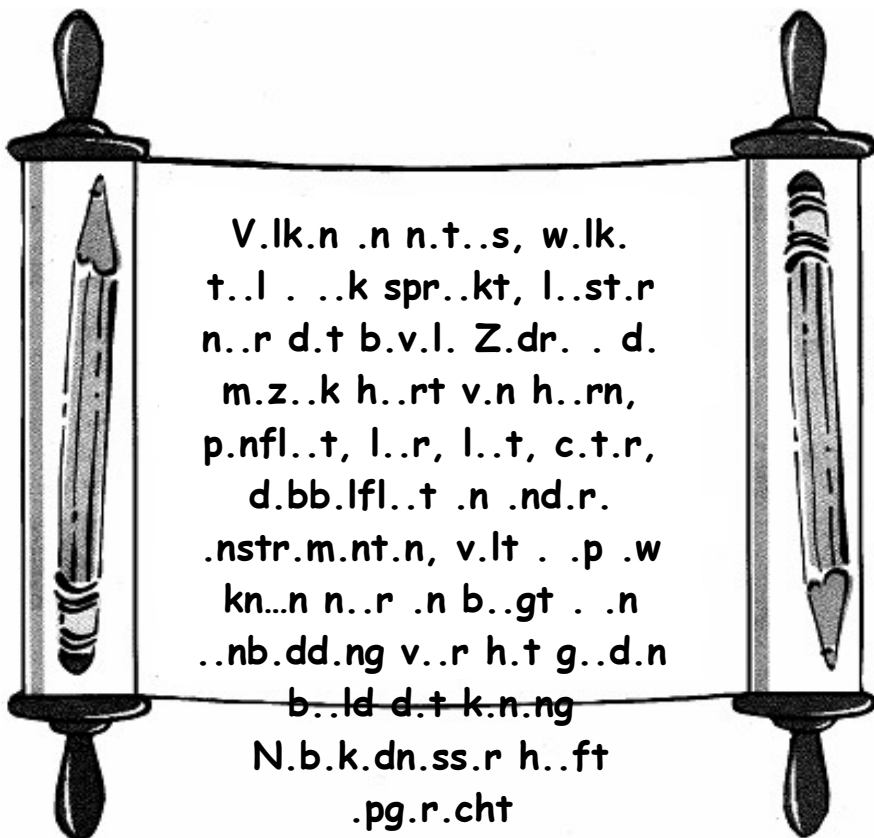 V.lk.n .n n.t..s, w.lk.
t..l . ..k spr..kt, l..st.r
n..r d.t b.v.l. Z.dr. . d.
m.z..k h..rt v.n h..rn,
p.nfl..t, l..r, l..t, c.t.r,
d.bb.lfl..t .n .nd.r.
.nstr.m.nt.n, v.lt . .p .w
kn...n n..r .n b..gt . .n
..nb.dd.ng v..r h.t g..d.n
b..ld d.t k.n.ng
N.b.k.dn.ss.r h..ft
.pg.r.cht